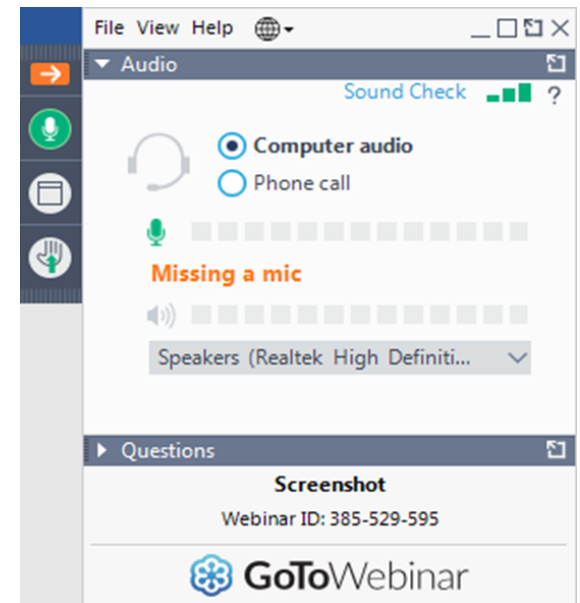 File View Help
Audio
Sound Check ?
Computer audio
Phone call
Missing a mic
Speakers (Realtek High Definiti...
Questions
Screenshot
Webinar ID: 385-529-595
GoToWebinar